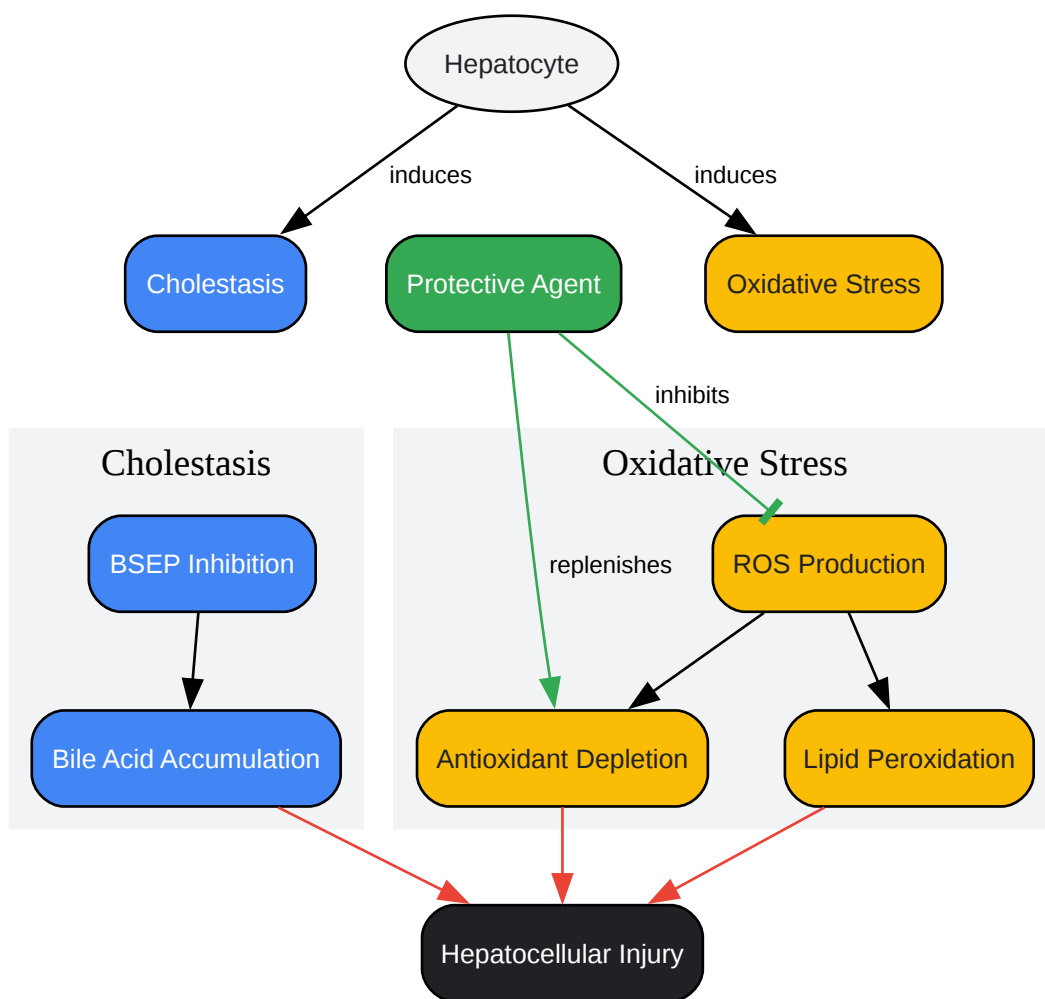 Hepatocyte
induces
induces
Cholestasis
Protective Agent
Oxidative Stress
inhibits
Cholestasis
Oxidative Stress
BSEP Inhibition
replenishes
ROS Production
Bile Acid Accumulation
Antioxidant Depletion
Lipid Peroxidation
Hepatocellular Injury